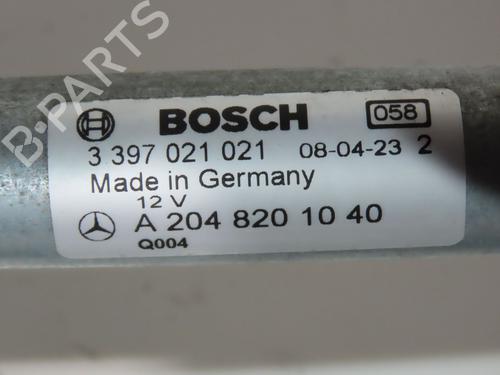 B-PARTS
BOSCH 058
3 397 021 021 08-04-23 2
Made in Germany
12 V
A 204 820 10 40
Q004